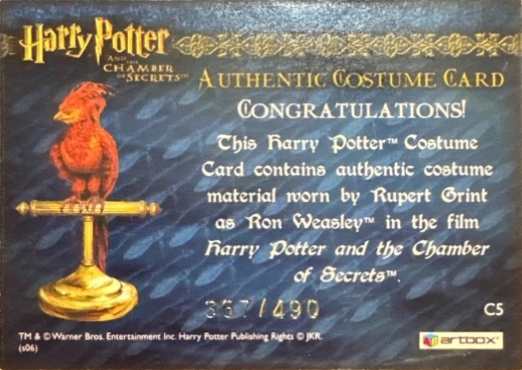 Harry Potter
AND THE
CHAMBER
OF SECRETS™
AUTHENTIC COSTUME CARD
CONGRATULATIONS!
This Harry Potter™ Costume
Card contains authentic costume
material worn by Rupert Grint
as Ron Weasley™ in the film
Harry Potter and the Chamber
of Secrets™.
337/490
C5
TM & © Warner Bros. Entertainment Inc. Harry Potter Publishing Rights © JKR.
(s06)
artbox®